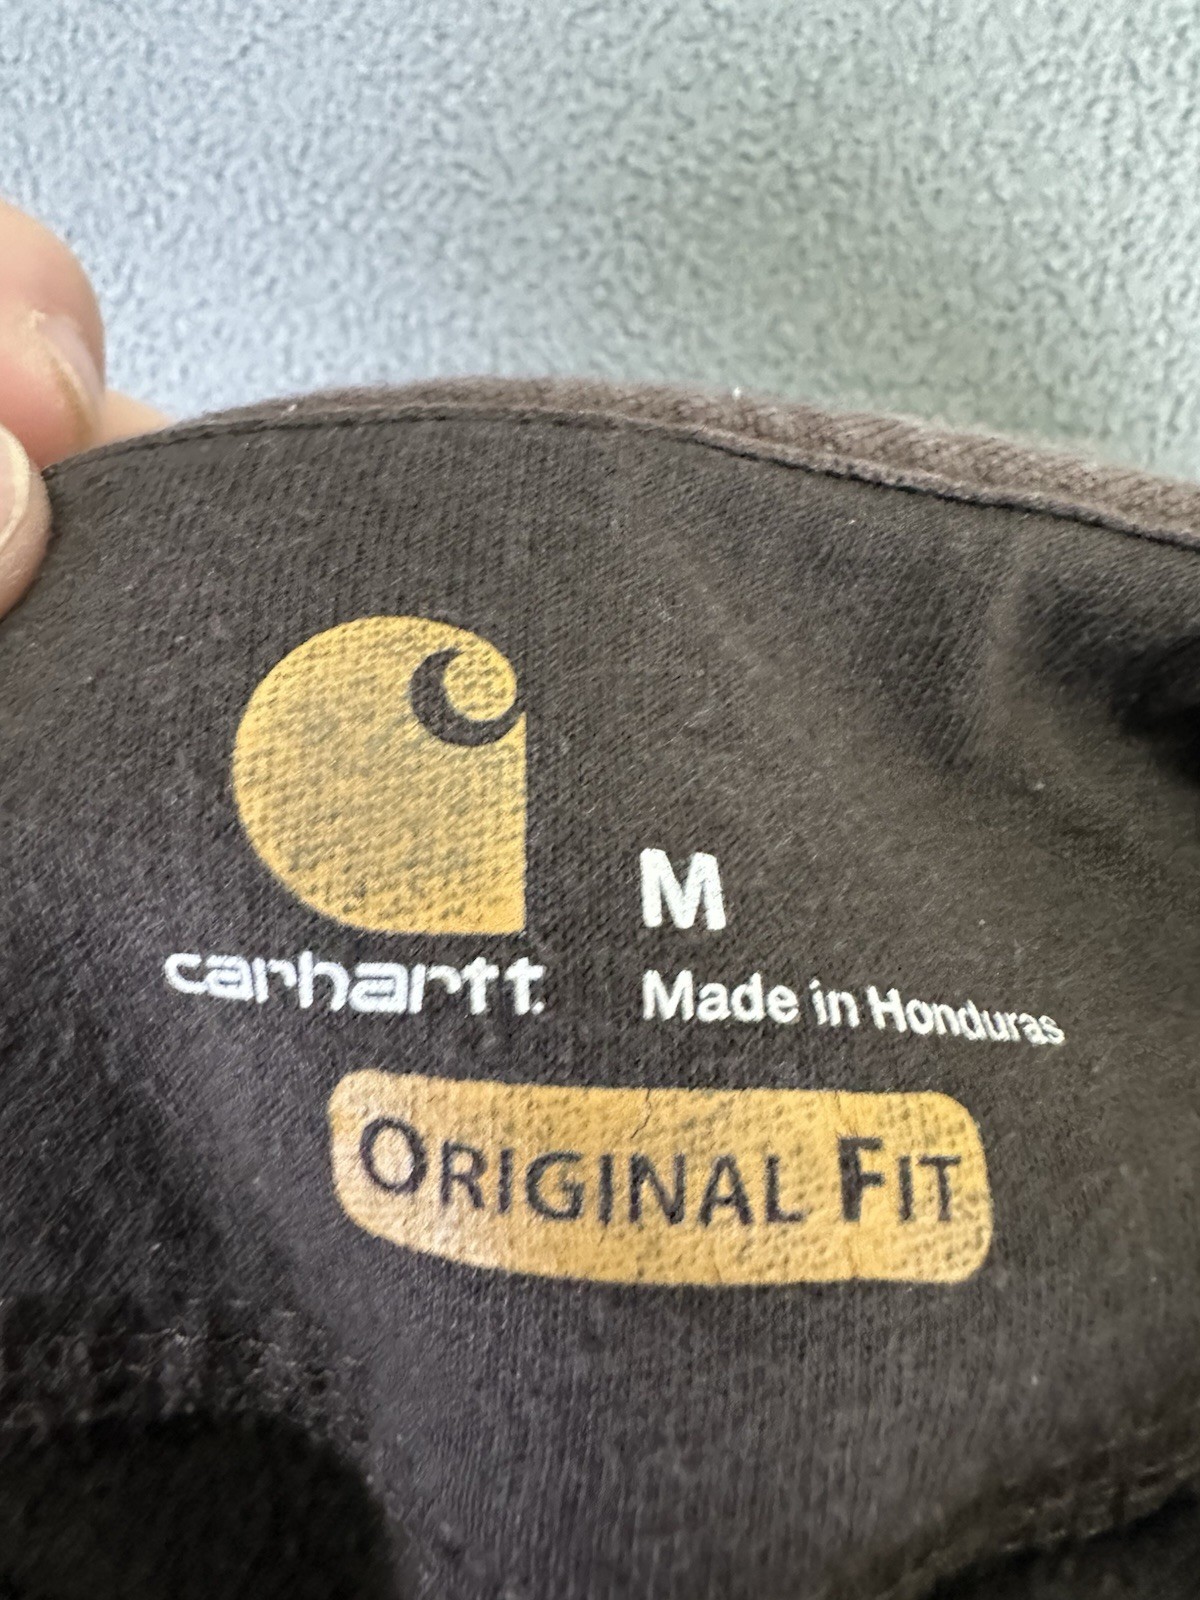 M
carhartt.
Made in Honduras
ORIGINAL FIT